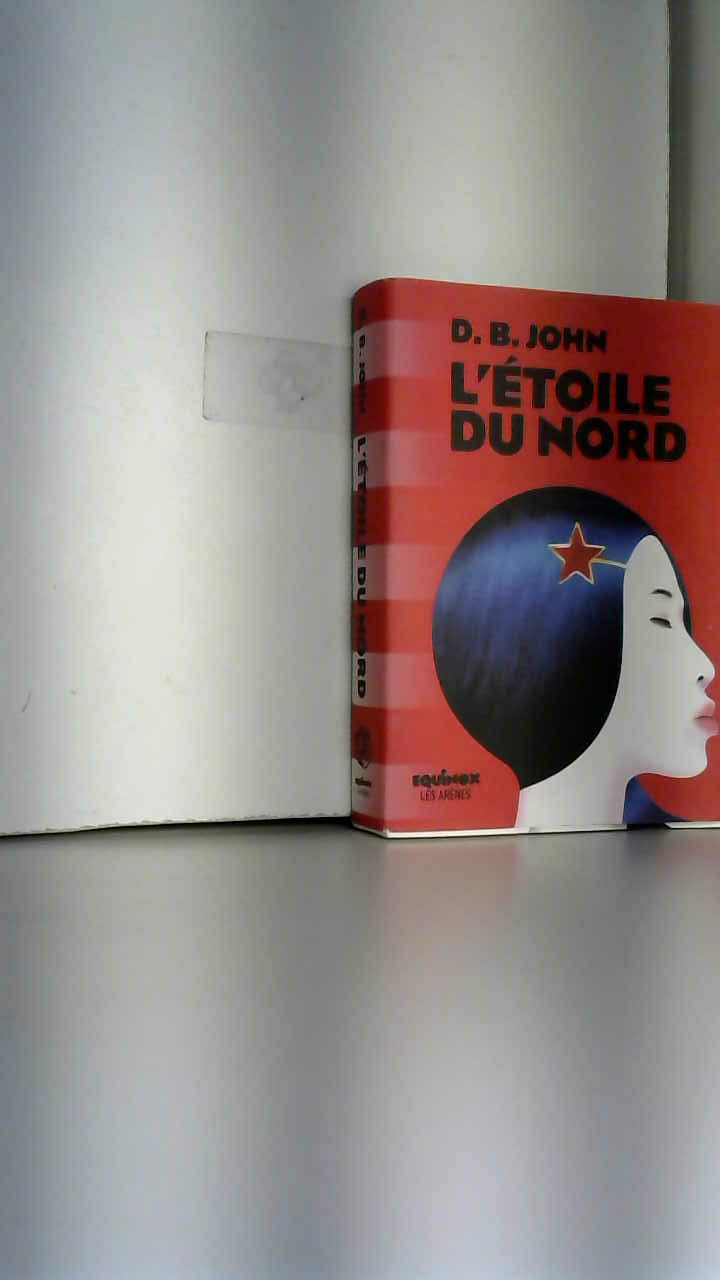 D. B. JOHN
L'ÉTOILE
DU NORD
EQUINOX
LES ARÈNES
D. B. JOHN L'ÉTOILE DU NORD